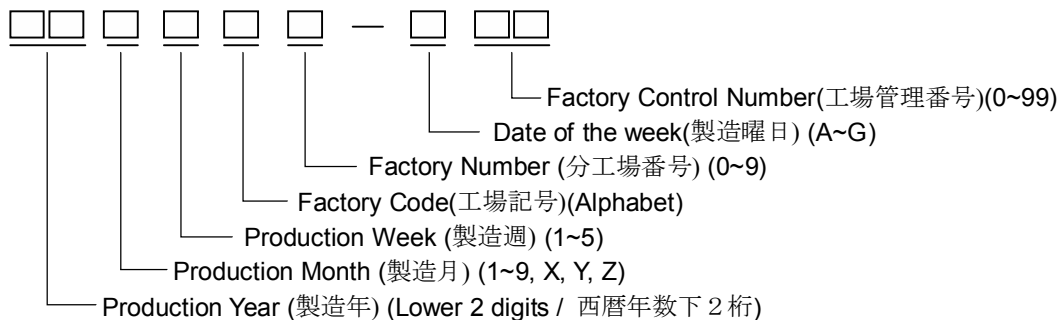 □□ □ □ □ □ — □ □□
Factory Control Number(工場管理番号)(0~99)
Date of the week(製造曜日) (A~G)
Factory Number (分工場番号) (0~9)
Factory Code(工場記号)(Alphabet)
Production Week (製造週) (1~5)
Production Month (製造月) (1~9, X, Y, Z)
Production Year (製造年) (Lower 2 digits / 西暦年数下２桁)